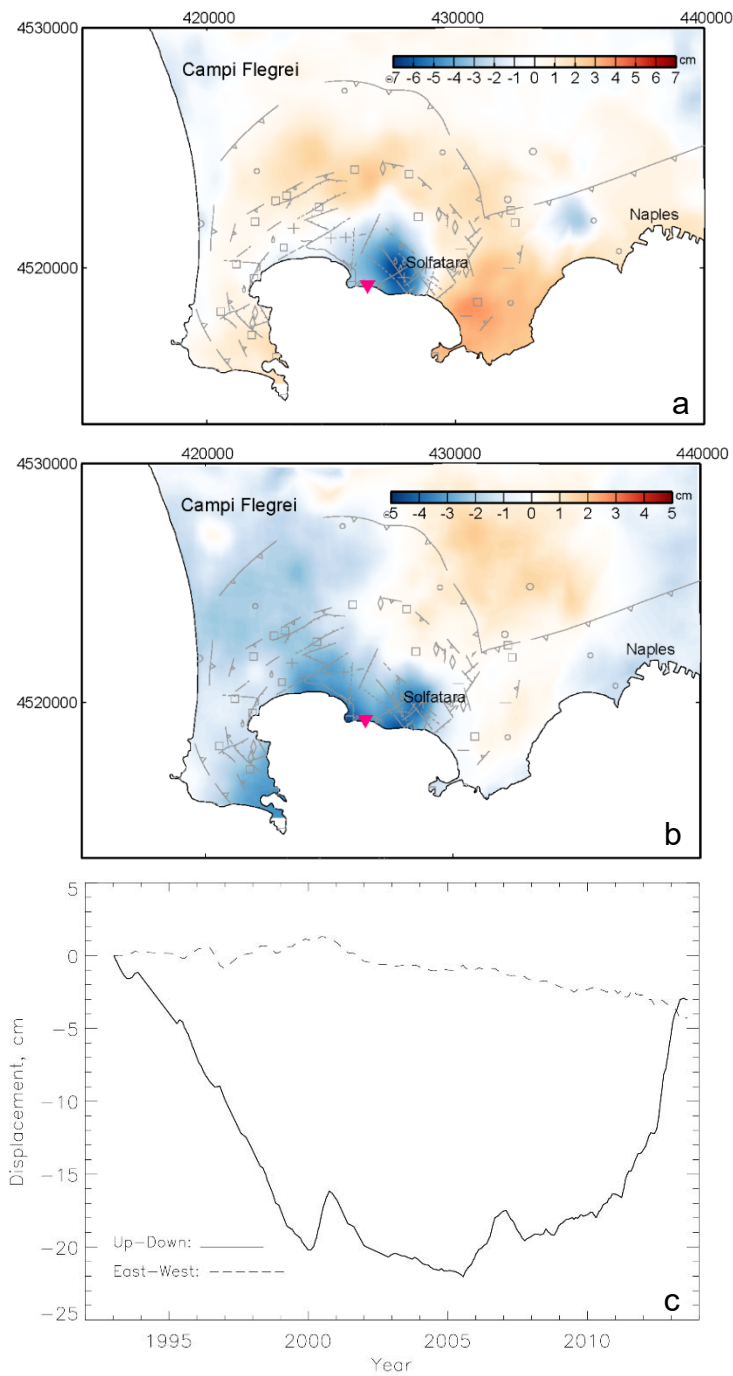 420000 430000 440000
4530000
Campi Flegrei
cm
-7 -6 -5 -4 -3 -2 -1 0 1 2 3 4 5 6 7
Naples
Solfatara
4520000
a
420000 430000 440000
4530000
Campi Flegrei
cm
-5 -4 -3 -2 -1 0 1 2 3 4 5
Naples
Solfatara
4520000
b
5
0
-5
-10
-15
-20
-25
Displacement, cm
Up-Down:
East-West:
c
1995 2000 2005 2010
Year